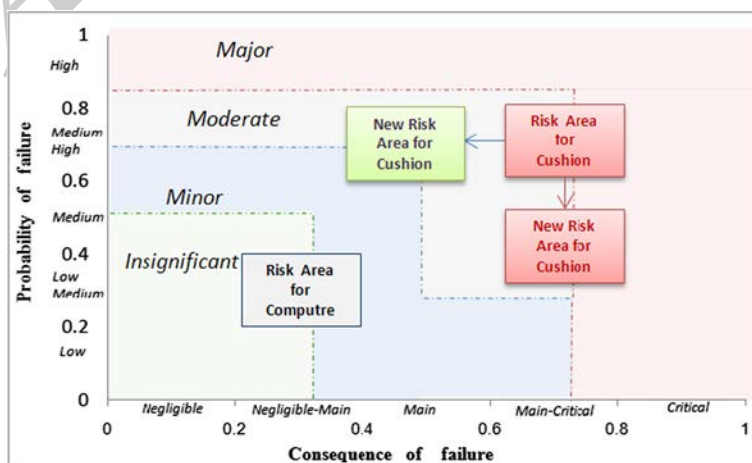 1
Major
High
0.8
Moderate
Medium
High
New Risk
Area for
Cushion
Risk Area
for
Cushion
0.6
Minor
Medium
New Risk
Area for
Cushion
0.4
Insignificant
Risk Area
for
Computre
Low
Medium
0.2
Low
0
Probability of failure
Negligible
Negligible-Main
Main
Main-Critical
Critical
0
0.2
0.4
0.6
0.8
1
Consequence of failure